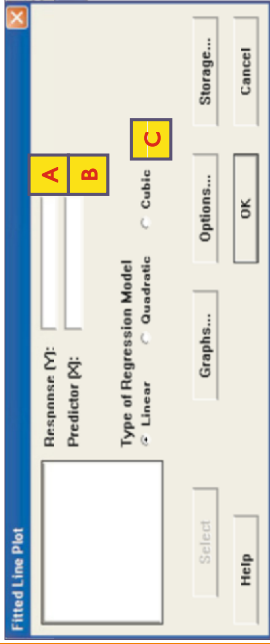 Fitted Line Plot
Response (Y): A
Predictor (X): B
Type of Regression Model
Linear Quadratic Cubic C
Select Graphs... Options... Storage...
Help OK Cancel